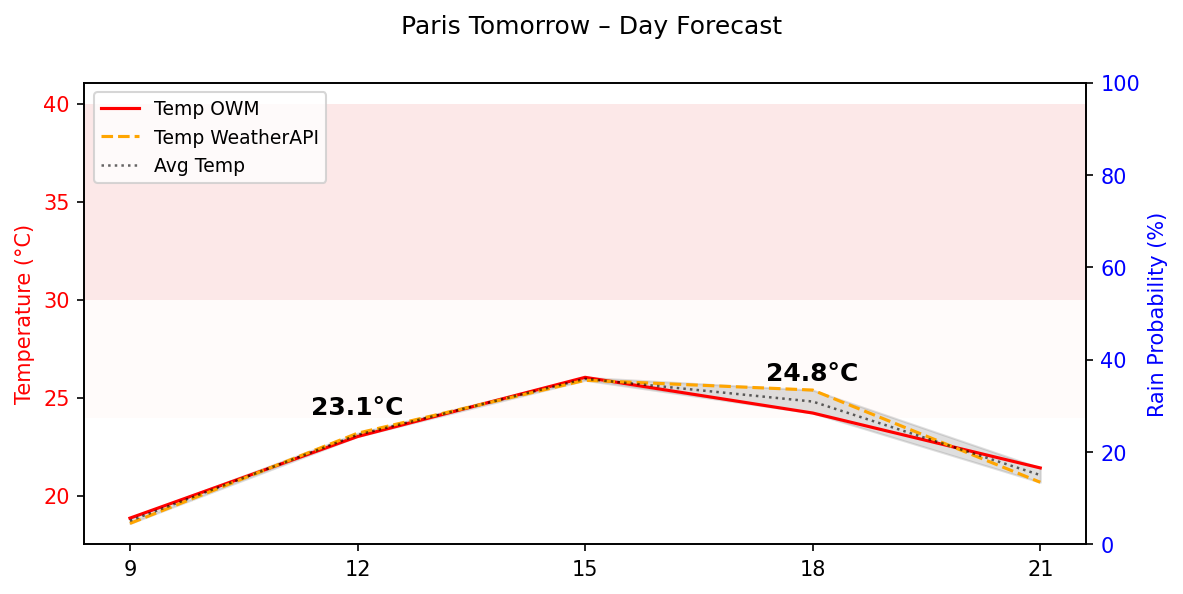 Paris Tomorrow – Day Forecast
Temp OWM
Temp WeatherAPI
Avg Temp
Temperature (°C)
40
35
30
25
20
23.1°C
24.8°C
100
80
60
40
20
0
Rain Probability (%)
9 12 15 18 21